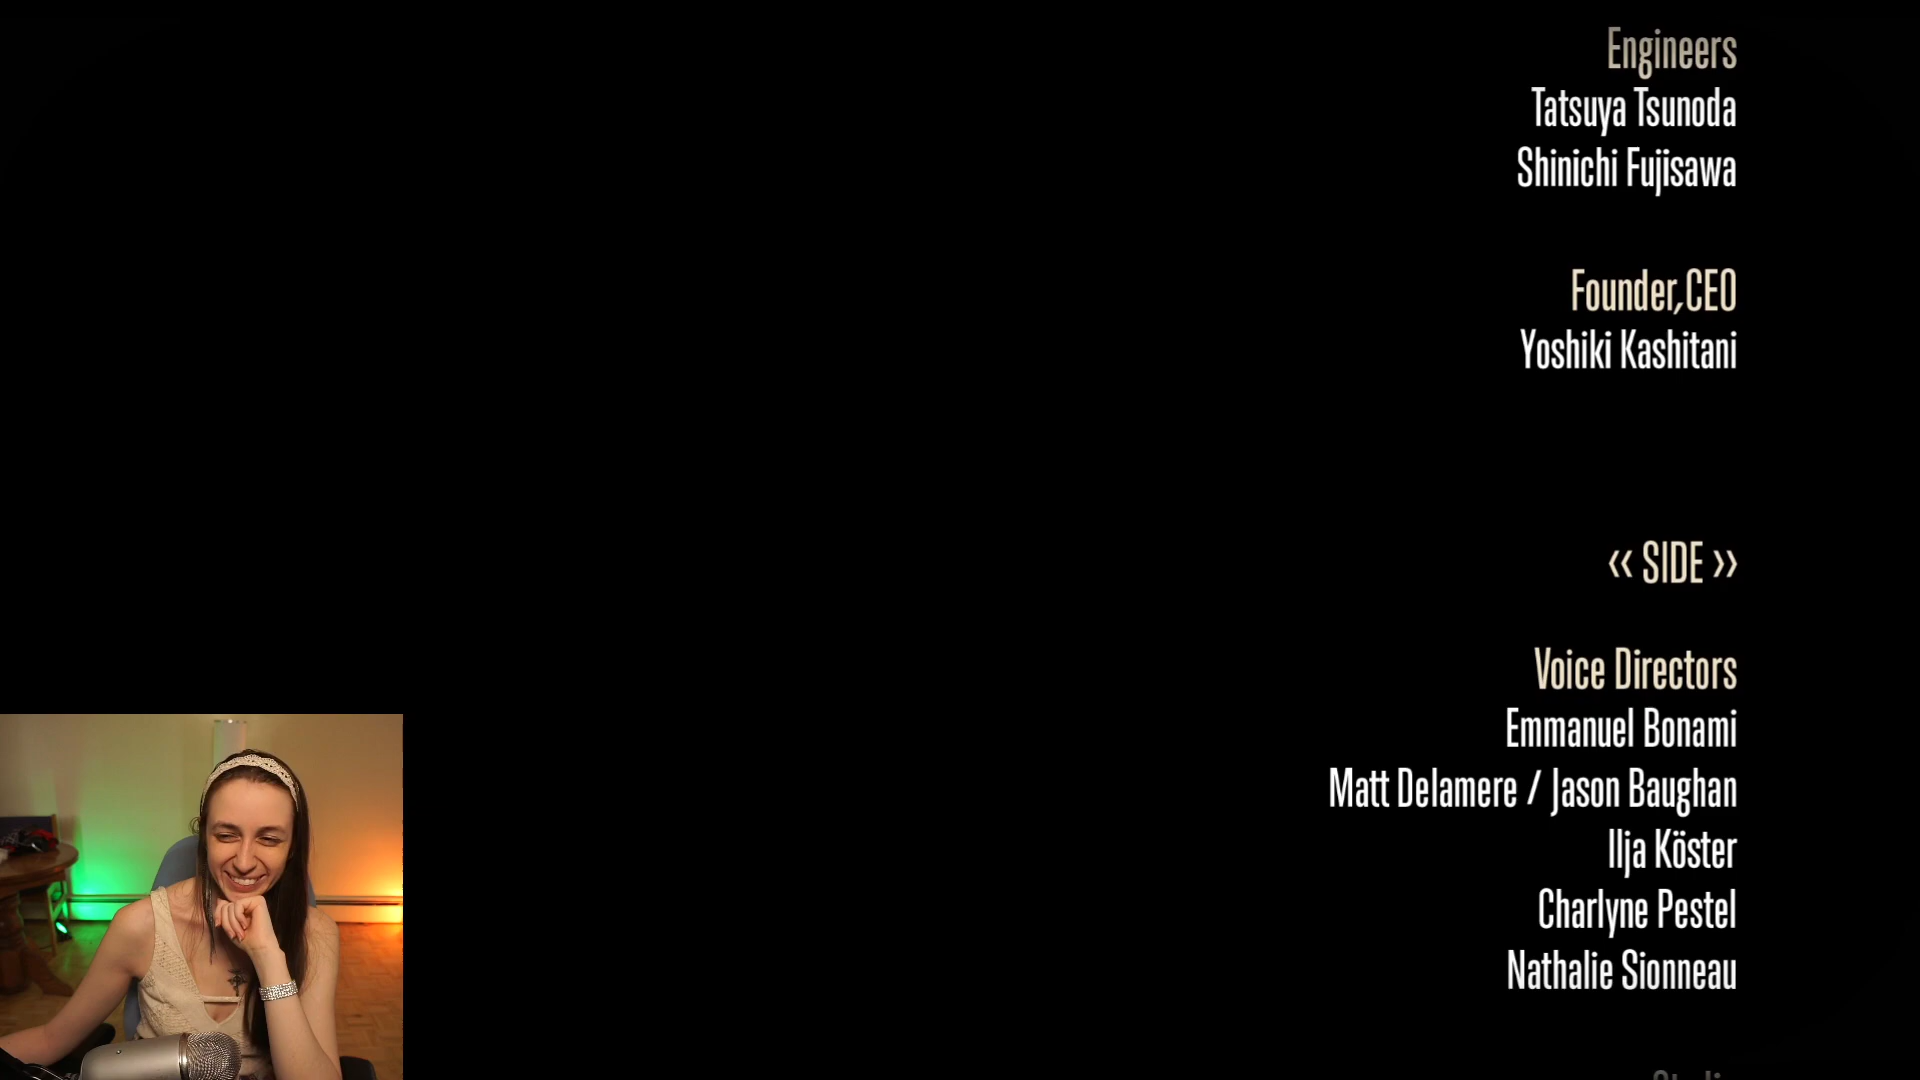 Engineers
Tatsuya Tsunoda
Shinichi Fujisawa
Founder,CEO
Yoshiki Kashitani
‹‹ SIDE ››
Voice Directors
Emmanuel Bonami
Matt Delamere / Jason Baughan
Ilja Köster
Charlyne Pestel
Nathalie Sionneau